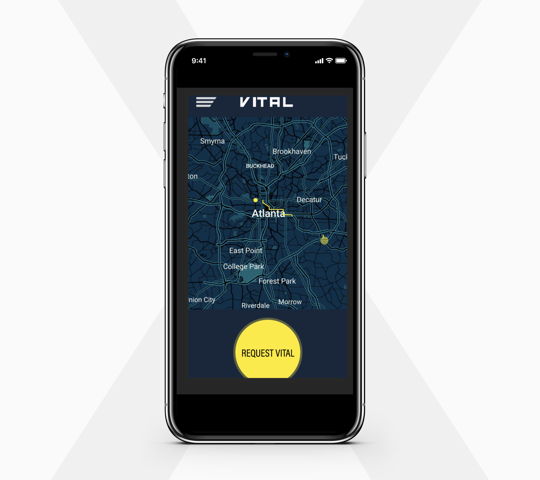 9:41
VITAL
Smyrna
Brookhaven
Tuck
BUCKHEAD
ton
Decatur
Atlanta
East Point
College Park
Forest Park
nion City
Morrow
Riverdale
REQUEST VITAL